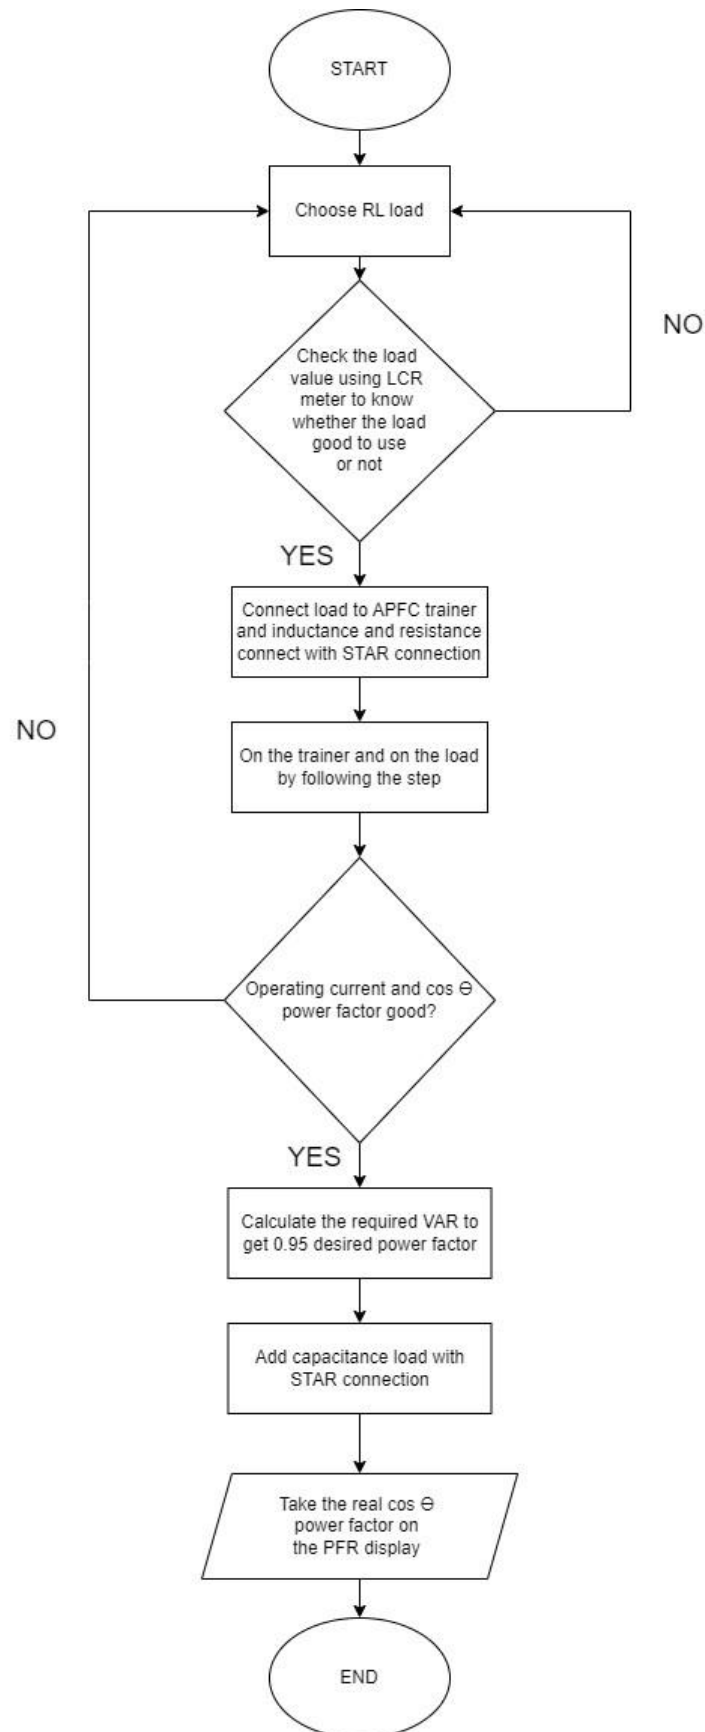 START
Choose RL load
NO
Check the load
value using LCR
meter to know
whether the load
good to use
or not
YES
Connect load to APFC trainer
and inductance and resistance
connect with STAR connection
NO
On the trainer and on the load
by following the step
Operating current and cos Ө
power factor good?
YES
Calculate the required VAR to
get 0.95 desired power factor
Add capacitance load with
STAR connection
Take the real cos Ө
power factor on
the PFR display
END